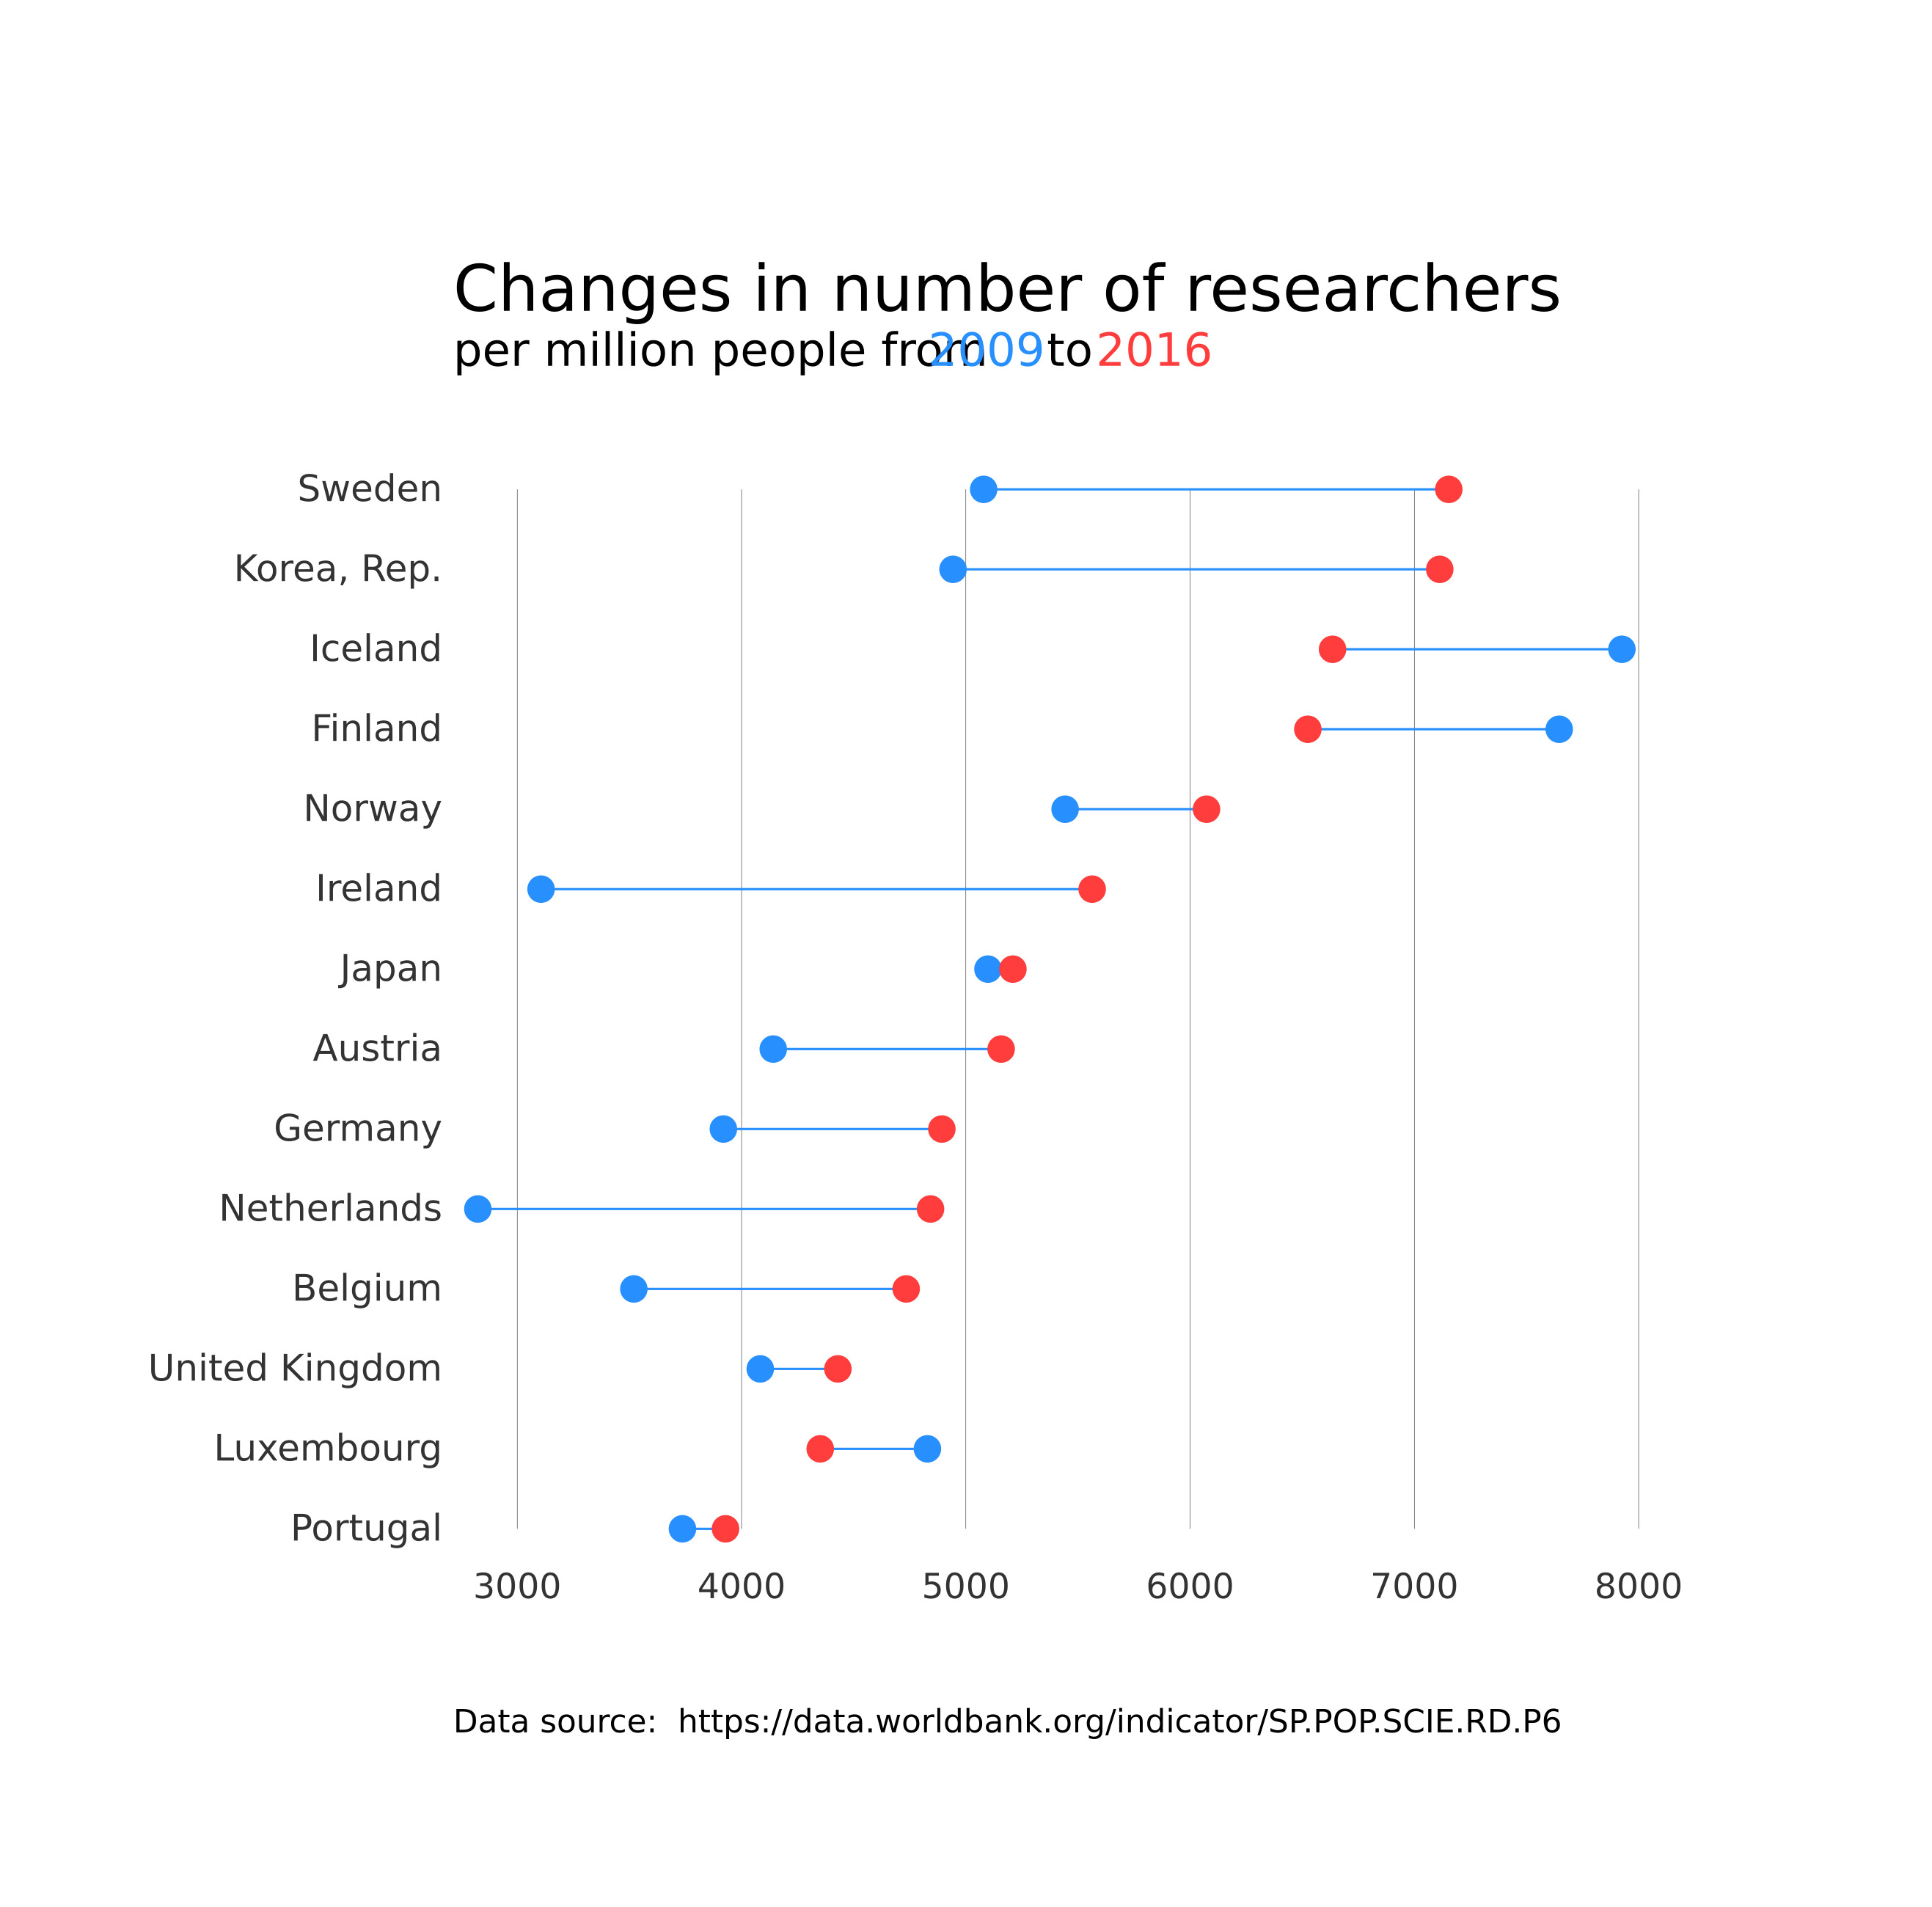 Changes in number of researchers
per million people from 2009 to 2016
Sweden
Korea, Rep.
Iceland
Finland
Norway
Ireland
Japan
Austria
Germany
Netherlands
Belgium
United Kingdom
Luxembourg
Portugal
3000 4000 5000 6000 7000 8000
Data source:  https://data.worldbank.org/indicator/SP.POP.SCIE.RD.P6